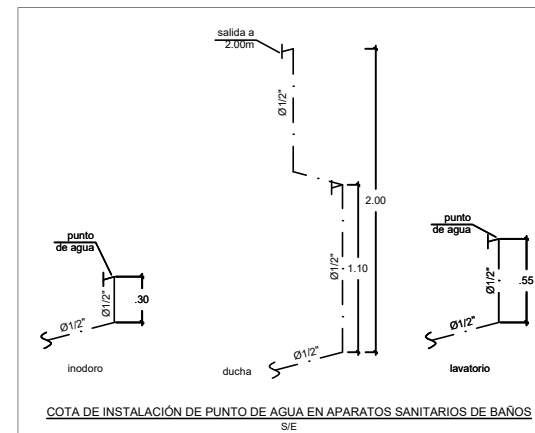 salida a
2.00m
Ø1/2"
2.00
Ø1/2"
1.10
Ø1/2"
ducha
punto
de agua
Ø1/2"
.30
Ø1/2"
inodoro
punto
de agua
Ø1/2"
.55
Ø1/2"
lavatorio
COTA DE INSTALACIÓN DE PUNTO DE AGUA EN APARATOS SANITARIOS DE BAÑOS
S/E